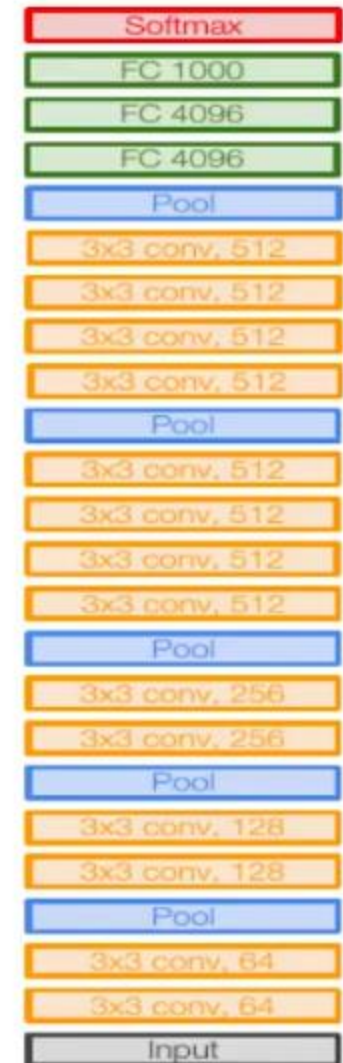 Softmax
FC 1000
FC 4096
FC 4096
Pool
3x3 conv, 512
3x3 conv, 512
3x3 conv, 512
3x3 conv, 512
Pool
3x3 conv, 512
3x3 conv, 512
3x3 conv, 512
3x3 conv, 512
Pool
3x3 conv, 256
3x3 conv, 256
Pool
3x3 conv, 128
3x3 conv, 128
Pool
3x3 conv, 64
3x3 conv, 64
Input